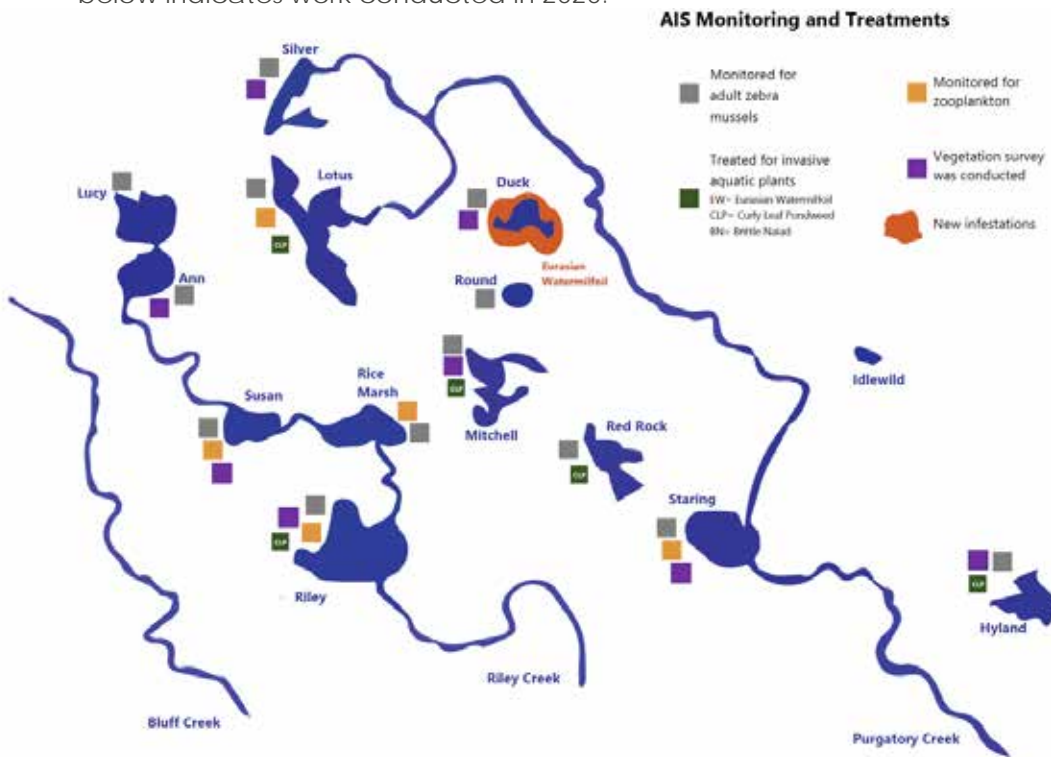 below indicates work conducted in 2020.
AIS Monitoring and Treatments
Monitored for
adult zebra
mussels
Monitored for
zooplankton
Treated for invasive
aquatic plants
EW= Eurasian Watermilfoil
CLP= Curly Leaf Pondweed
BN= Brittle Naiad
Vegetation survey
was conducted
New infestations
Silver
Lucy
Lotus
CLP
Duck
Eurasian
Watermilfoil
Ann
Round
Idlewild
Susan
Rice
Marsh
CLP
Mitchell
Red Rock
CLP
Staring
CLP
Riley
CLP
Hyland
Riley Creek
Bluff Creek
Purgatory Creek